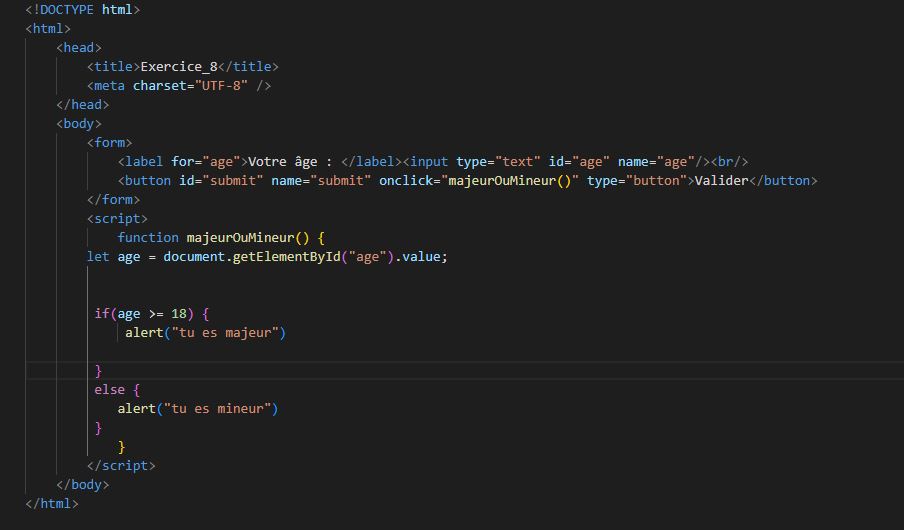 <!DOCTYPE html>
<html>
<head>
<title>Exercice_8</title>
<meta charset="UTF-8" />
</head>
<body>
<form>
<label for="age">Votre âge : </label><input type="text" id="age" name="age"/><br/>
<button id="submit" name="submit" onclick="majeurOuMineur()" type="button">Valider</button>
</form>
<script>
function majeurOuMineur() {
let age = document.getElementById("age").value;
if(age >= 18) {
alert("tu es majeur")
}
else {
alert("tu es mineur")
}
}
</script>
</body>
</html>